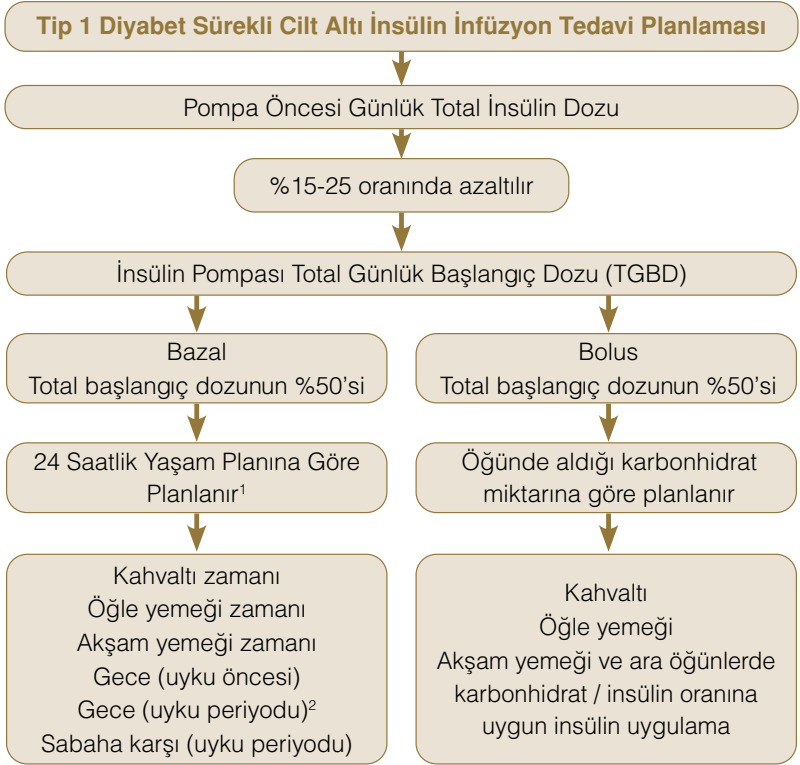 Tip 1 Diyabet Sürekli Cilt Altı İnsülin İnfüzyon Tedavi Planlaması
Pompa Öncesi Günlük Total İnsülin Dozu
%15-25 oranında azaltılır
İnsülin Pompası Total Günlük Başlangıç Dozu (TGBD)
Bazal
Total başlangıç dozunun %50’si
Bolus
Total başlangıç dozunun %50’si
24 Saatlik Yaşam Planına Göre
Planlanır¹
Öğünde aldığı karbonhidrat
miktarına göre planlanır
Kahvaltı zamanı
Öğle yemeği zamanı
Akşam yemeği zamanı
Gece (uyku öncesi)
Gece (uyku periyodu)²
Sabaha karşı (uyku periyodu)
Kahvaltı
Öğle yemeği
Akşam yemeği ve ara öğünlerde
karbonhidrat / insülin oranına
uygun insülin uygulama